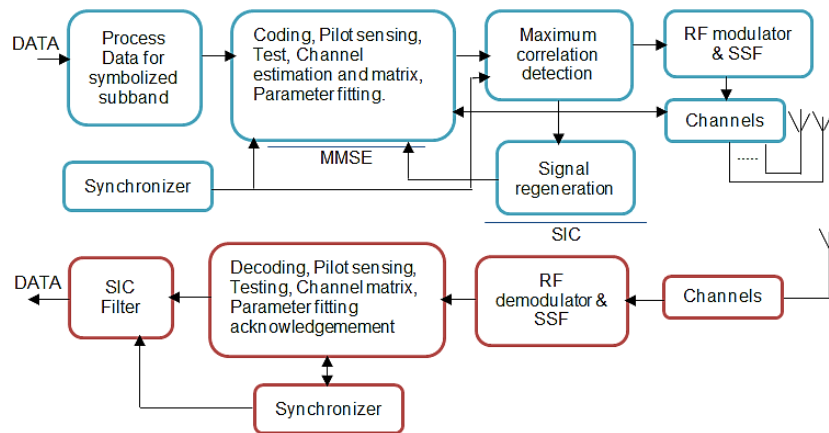 DATA
Process
Data for
symbolized
subband
Coding, Pilot sensing,
Test, Channel
estimation and matrix,
Parameter fitting.
Maximum
correlation
detection
RF modulator
& SSF
Channels
.....
MMSE
Synchronizer
Signal
regeneration
SIC
DATA
SIC
Filter
Decoding, Pilot sensing,
Testing, Channel matrix,
Parameter fitting
acknowledgemement
RF
demodulator &
SSF
Channels
Synchronizer